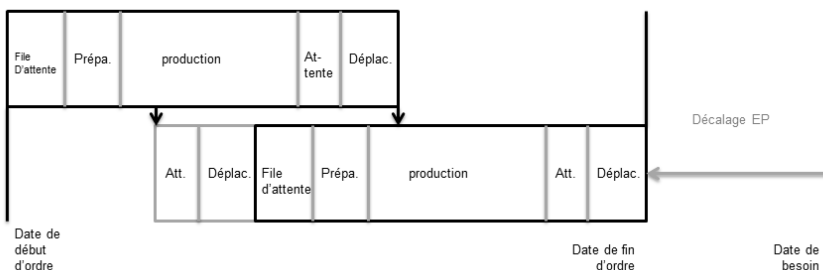 File
D'attente
Prépa.
production
At-
tente
Déplac.
Décalage EP
Att.
Déplac.
File
d'attente
Prépa.
production
Att.
Déplac.
Date de
début
d'ordre
Date de fin
d'ordre
Date de
besoin